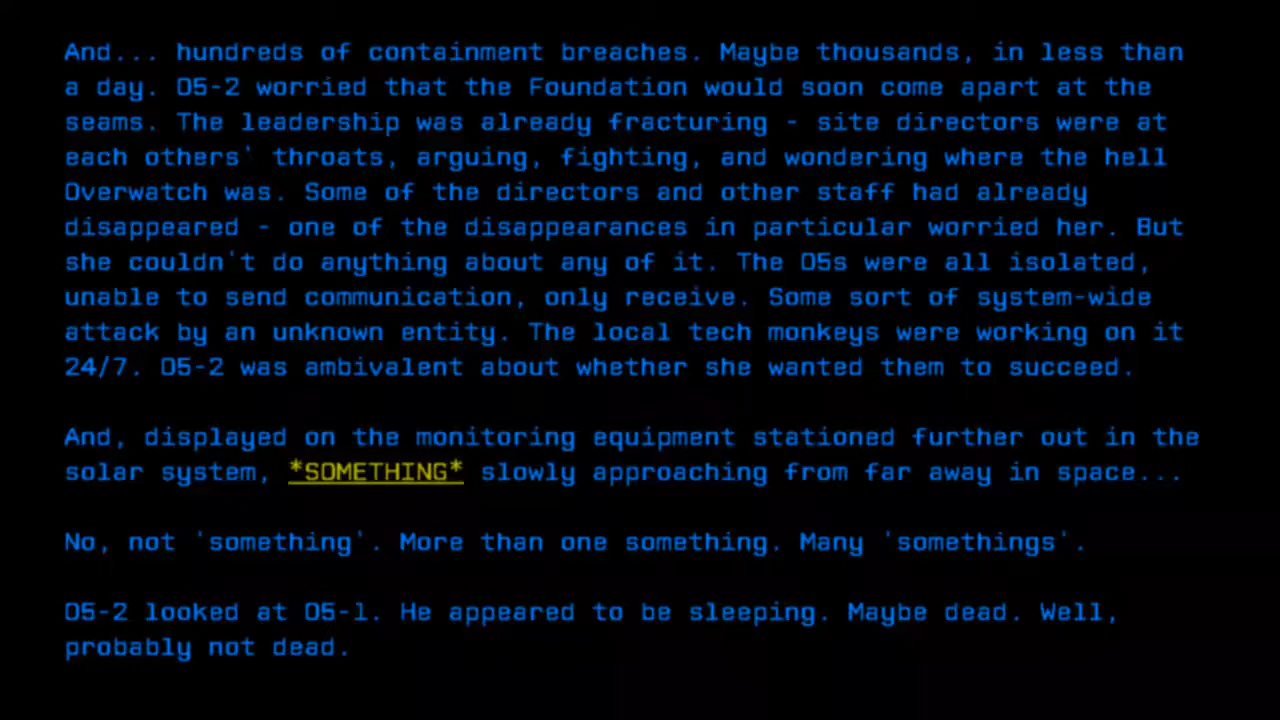 And... hundreds of containment breaches. Maybe thousands, in less than
a day. O5-2 worried that the Foundation would soon come apart at the
seams. The leadership was already fracturing - site directors were at
each others' throats, arguing, fighting, and wondering where the hell
Overwatch was. Some of the directors and other staff had already
disappeared - one of the disappearances in particular worried her. But
she couldn't do anything about any of it. The O5s were all isolated,
unable to send communication, only receive. Some sort of system-wide
attack by an unknown entity. The local tech monkeys were working on it
24/7. O5-2 was ambivalent about whether she wanted them to succeed.
And, displayed on the monitoring equipment stationed further out in the
solar system, *SOMETHING* slowly approaching from far away in space...
No, not 'something'. More than one something. Many 'somethings'.
O5-2 looked at O5-1. He appeared to be sleeping. Maybe dead. Well,
probably not dead.